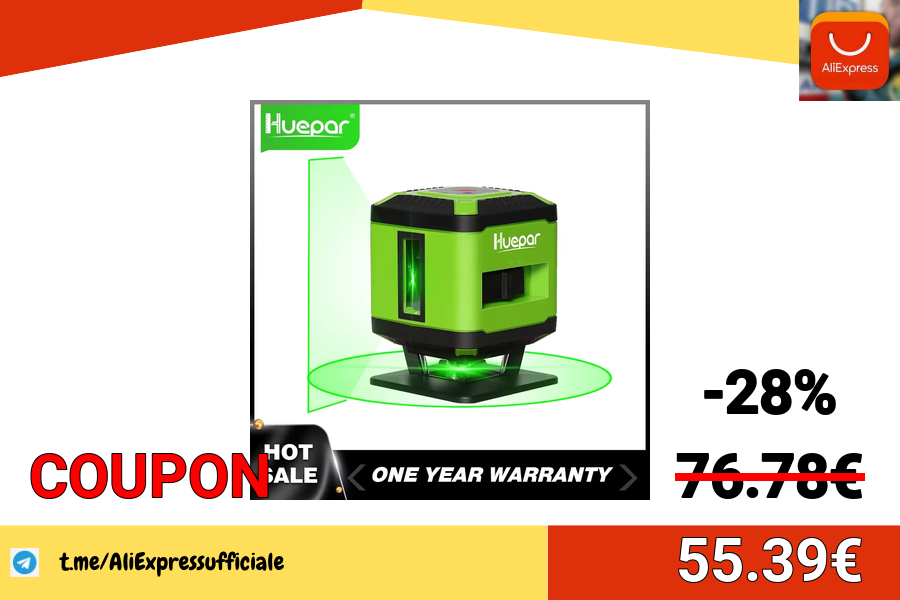 AliExpress
Huepar®
Huepar
-28%
HOT
SALE
COUPON
ONE YEAR WARRANTY
76.78€
t.me/AliExpressufficiale
55.39€